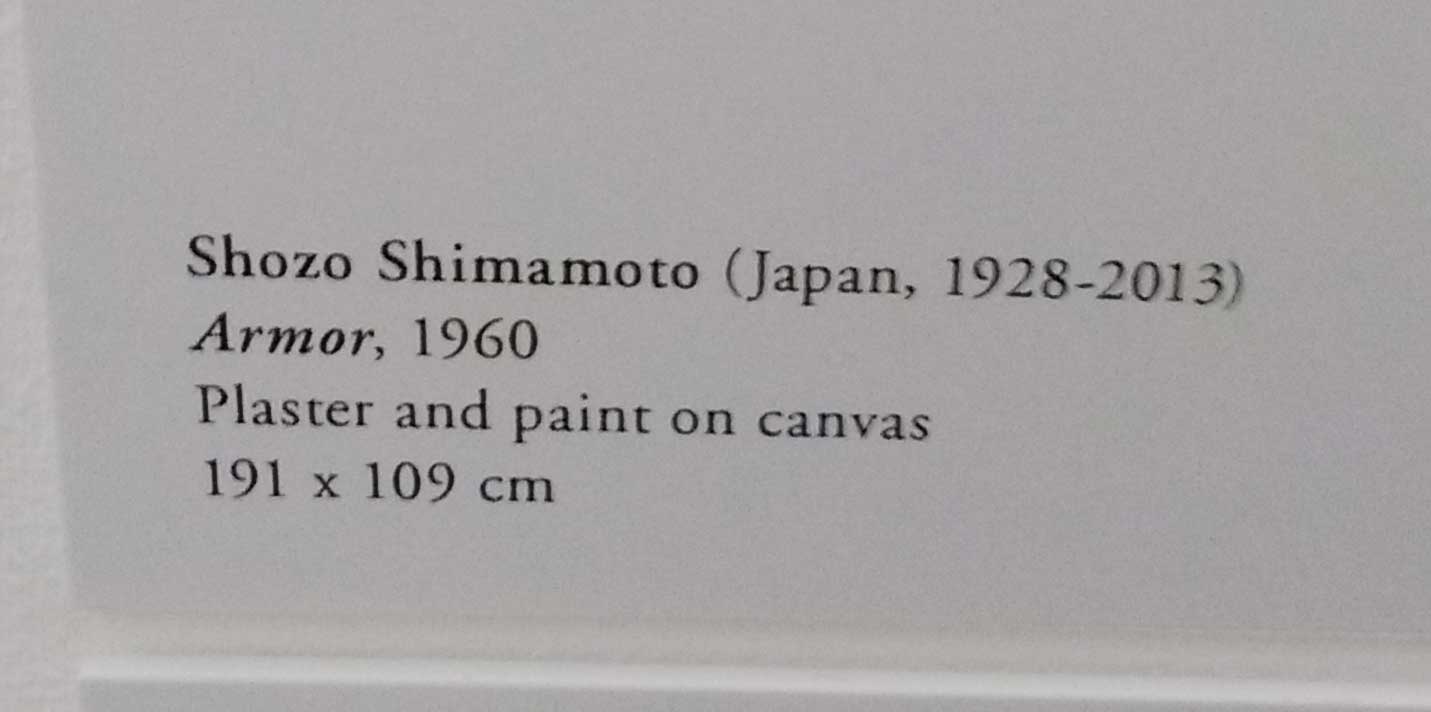 Shozo Shimamoto (Japan, 1928-2013)
Armor, 1960
Plaster and paint on canvas
191 x 109 cm